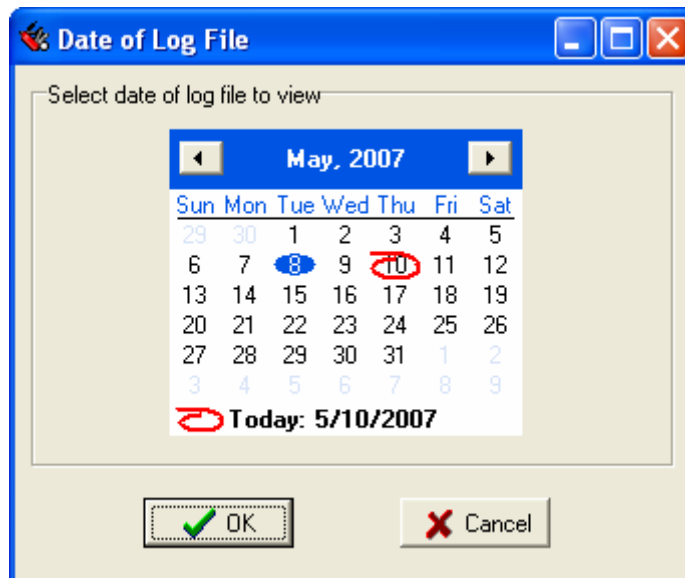 Date of Log File
Select date of log file to view
May, 2007
Sun Mon Tue Wed Thu Fri Sat
29 30 1 2 3 4 5
6 7 8 9 10 11 12
13 14 15 16 17 18 19
20 21 22 23 24 25 26
27 28 29 30 31 1 2
3 4 5 6 7 8 9
Today: 5/10/2007
OK Cancel